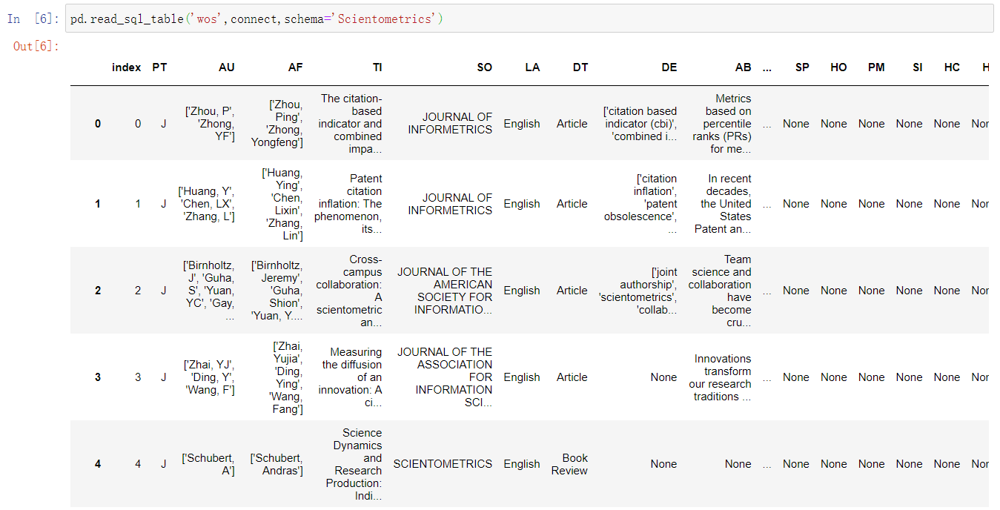 In [6]: pd.read_sql_table('wos',connect,schema='Scientometrics')
Out[6]:
index PT AU AF TI SO LA DT DE AB ... SP HO PM SI HC H
0 0 J ['Zhou, P', 'Zhong, YF'] ['Zhou, Ping', 'Zhong, Yongfeng'] The citation-based indicator and combined impa... JOURNAL OF INFORMETRICS English Article ['citation based indicator (cbi)', 'combined i... Metrics based on percentile ranks (PRs) for me... ... None None None None None Nor
1 1 J ['Huang, Y', 'Chen, LX', 'Zhang, L'] ['Huang, Ying', 'Chen, Lixin', 'Zhang, Lin'] Patent citation inflation: The phenomenon, its... JOURNAL OF INFORMETRICS English Article ['citation inflation', 'patent obsolescence', ... In recent decades, the United States Patent an... ... None None None None None Nor
2 2 J ['Birnholtz, J', 'Guha, S', 'Yuan, YC', 'Gay, ... ['Birnholtz, Jeremy', 'Guha, Shion', 'Yuan, Y.... Cross-campus collaboration: A scientometric an... JOURNAL OF THE AMERICAN SOCIETY FOR INFORMATIO... English Article ['joint authorship', 'scientometrics', 'collab... Team science and collaboration have become cru... ... None None None None None Nor
3 3 J ['Zhai, YJ', 'Ding, Y', 'Wang, F'] ['Zhai, Yujia', 'Ding, Ying', 'Wang, Fang'] Measuring the diffusion of an innovation: A ci... JOURNAL OF THE ASSOCIATION FOR INFORMATION SCI... English Article None Innovations transform our research traditions ... ... None None None None None Nor
4 4 J ['Schubert, A'] ['Schubert, Andras'] Science Dynamics and Research Production: Indi... SCIENTOMETRICS English Book Review None None ... None None None None None Nor